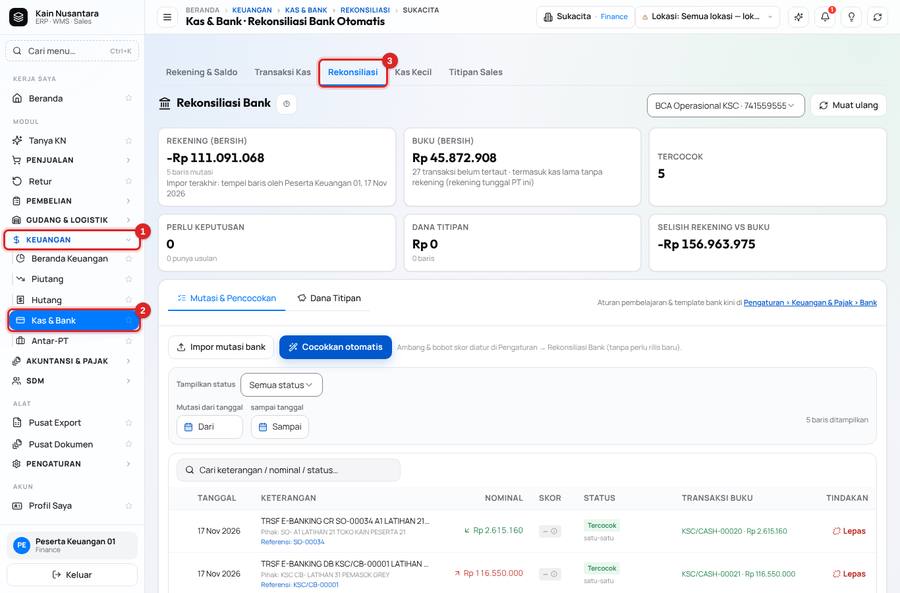 Kain Nusantara
ERP · WMS · Sales
Cari menu... Ctrl+K
KERJA SAYA
Beranda
MODUL
Tanya KN
PENJUALAN
Retur
PEMBELIAN
GUDANG & LOGISTIK
KEUANGAN
1
Beranda Keuangan
Piutang
Hutang
2
Kas & Bank
Antar-PT
AKUNTANSI & PAJAK
SDM
ALAT
Pusat Export
Pusat Dokumen
PENGATURAN
AKUN
Profil Saya
PE
Peserta Keuangan 01
Finance
Keluar
BERANDA > KEUANGAN > KAS & BANK > REKONSILIASI > SUKACITA
Kas & Bank · Rekonsiliasi Bank Otomatis
Sukacita · Finance
Lokasi: Semua lokasi — lok...
1
3
Rekening & Saldo Transaksi Kas Rekonsiliasi Kas Kecil Titipan Sales
Rekonsiliasi Bank
BCA Operasional KSC · 741559555
Muat ulang
REKENING (BERSIH)
-Rp 111.091.068
5 baris mutasi
Impor terakhir: tempel baris oleh Peserta Keuangan 01, 17 Nov
2026
BUKU (BERSIH)
Rp 45.872.908
27 transaksi belum tertaut · termasuk kas lama tanpa
rekening (rekening tunggal PT ini)
TERCOCOK
5
PERLU KEPUTUSAN
0
0 punya usulan
DANA TITIPAN
Rp 0
0 baris
SELISIH REKENING VS BUKU
-Rp 156.963.975
Mutasi & Pencocokan Dana Titipan
Aturan pembelajaran & template bank kini di Pengaturan › Keuangan & Pajak › Bank
Impor mutasi bank
Cocokkan otomatis
Ambang & bobot skor diatur di Pengaturan → Rekonsiliasi Bank (tanpa perlu rilis baru).
Tampilkan status Semua status
Mutasi dari tanggal sampai tanggal
Dari Sampai
5 baris ditampilkan
Cari keterangan / nominal / status...
TANGGAL KETERANGAN NOMINAL SKOR STATUS TRANSAKSI BUKU TINDAKAN
17 Nov 2026
TRSF E-BANKING CR SO-00034 A1 LATIHAN 21...
Pihak: SO- A1 LATIHAN 21 TOKO KAIN PESERTA 21
Referensi: SO-00034
Rp 2.615.160
—
Tercocok
satu-satu
KSC/CASH-00020 · Rp 2.615.160
Lepas
17 Nov 2026
TRSF E-BANKING DB KSC/CB-00001 LATIHAN ...
Pihak: KSC CB- LATIHAN 31 PEMASOK GREY
Referensi: KSC/CB-00001
Rp 116.550.000
—
Tercocok
satu-satu
KSC/CASH-00021 · Rp 116.550.000
Lepas